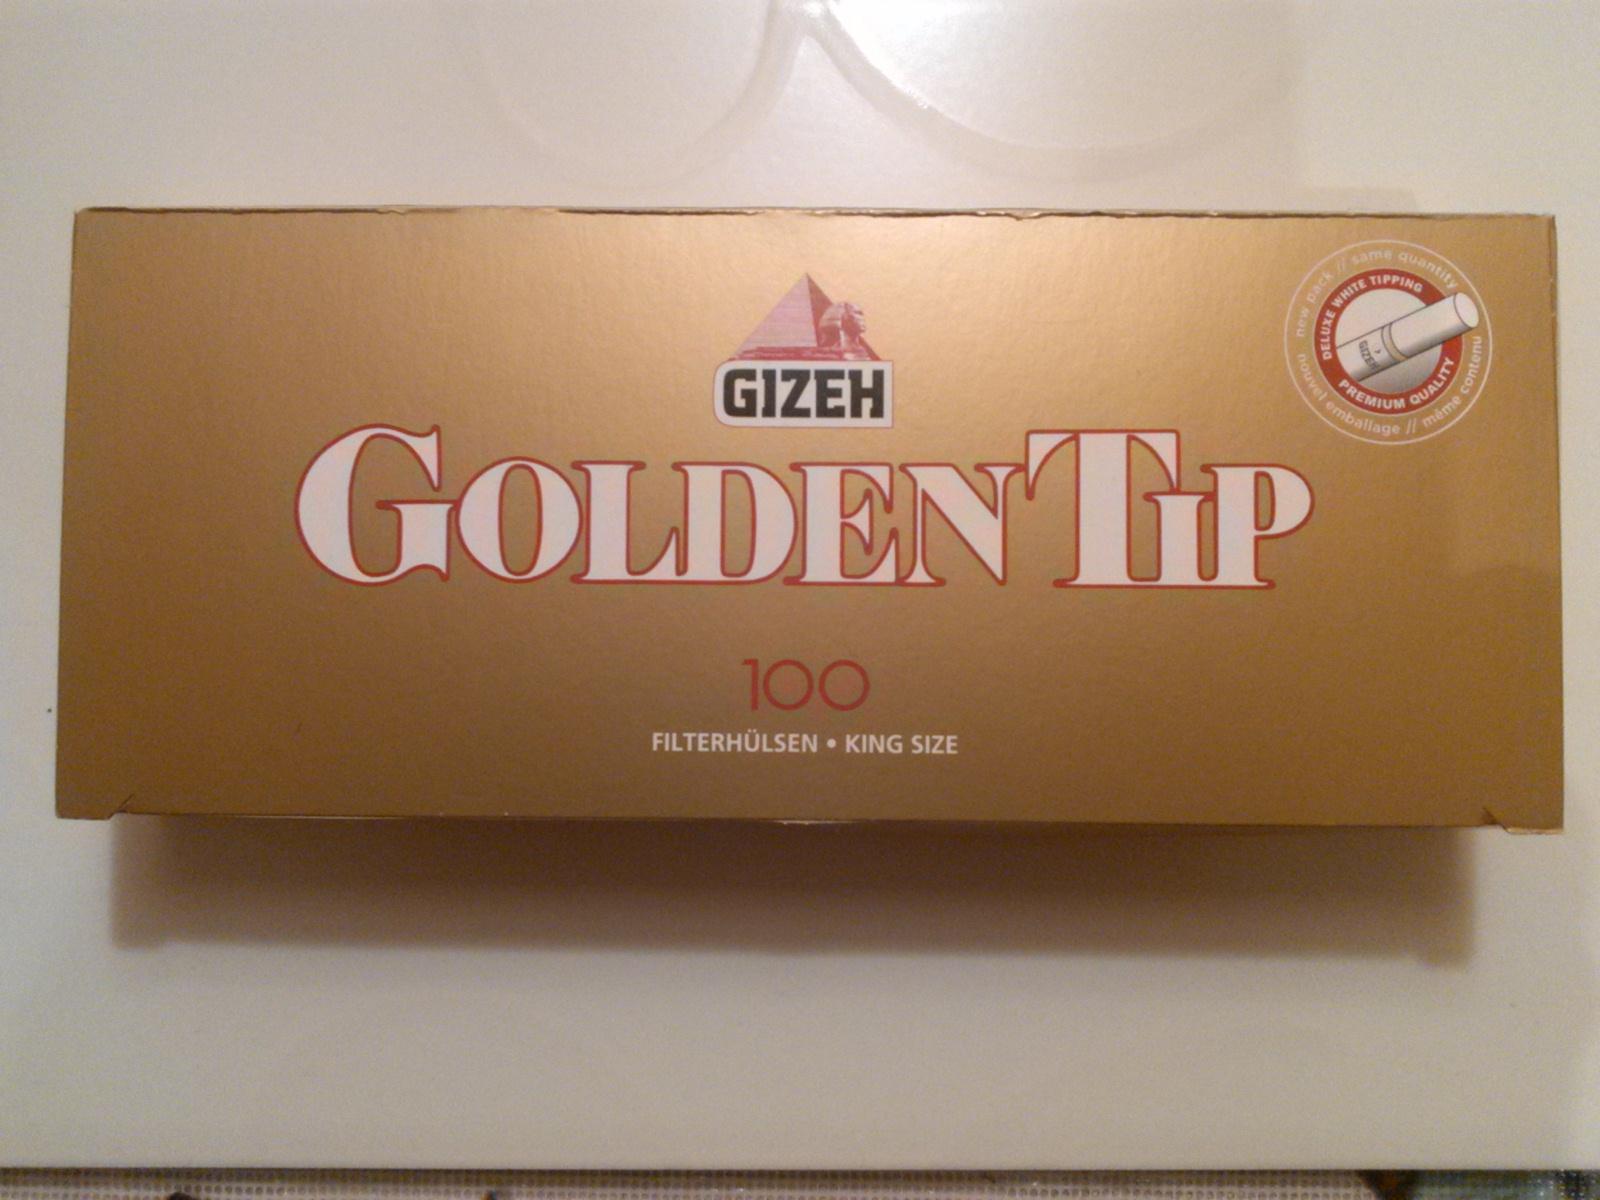 GIZEH
GOLDEN TIP
100
FILTERHÜLSEN • KING SIZE
new pack // same quantity
nouvel emballage // même contenu
DELUXE WHITE TIPPING
PREMIUM QUALITY
GIZEH